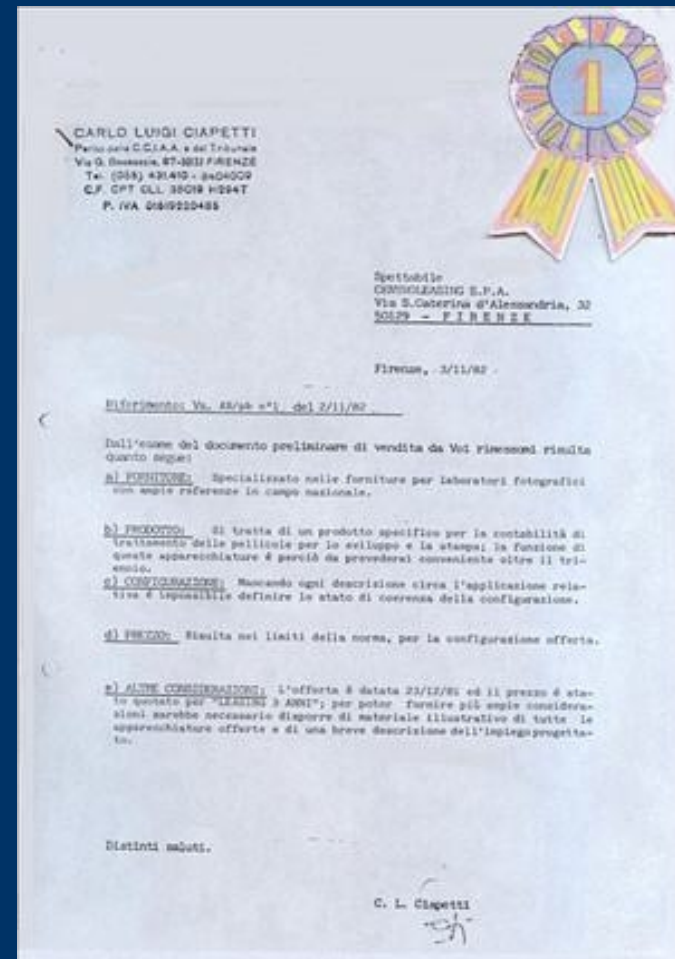 1
CARLO LUIGI CIAPETTI
Perito della C.C.I.A.A. e del Tribunale
Via G. FIRENZE
Tel. (055) 431.410 -
C.F. CPT CLL
P. IVA
Spettabile
CENTROLEASING S.P.A.
Via S.Caterina d'Alessandria, 32
50129 - F I R E N Z E
Firenze, 3/11/82
Riferimento: Vs. n°1 del 2/11/82
Dall'esame del documento preliminare di vendita da Voi rimessomi risulta
quanto segue:
a) FORNITORE: Specializzato nelle forniture per laboratori fotografici
con ampie referenze in campo nazionale.
b) PRODOTTO: Si tratta di un prodotto specifico per la contabilità di
trattamento delle pellicole per lo sviluppo e la stampa; la funzione di
queste apparecchiature é perciò da prevedersi conveniente oltre il tri-
ennio.
c) CONFIGURAZIONE: Mancando ogni descrizione circa l'applicazione rela-
tiva é impossibile definire lo stato di coerenza della configurazione.
d) PREZZO: Risulta nei limiti della norma, per la configurazione offerta.
e) ALTRE CONSIDERAZIONI: L'offerta é datata 23/12/81 ed il prezzo é sta-
to quotato per "LEASING 3 ANNI"; per poter fornire più ampie considera-
zioni sarebbe necessario disporre di materiale illustrativo di tutte le
apparecchiature offerte e di una breve descrizione dell'impiego progetta-
to.
Distinti saluti.
C. L. Ciapetti